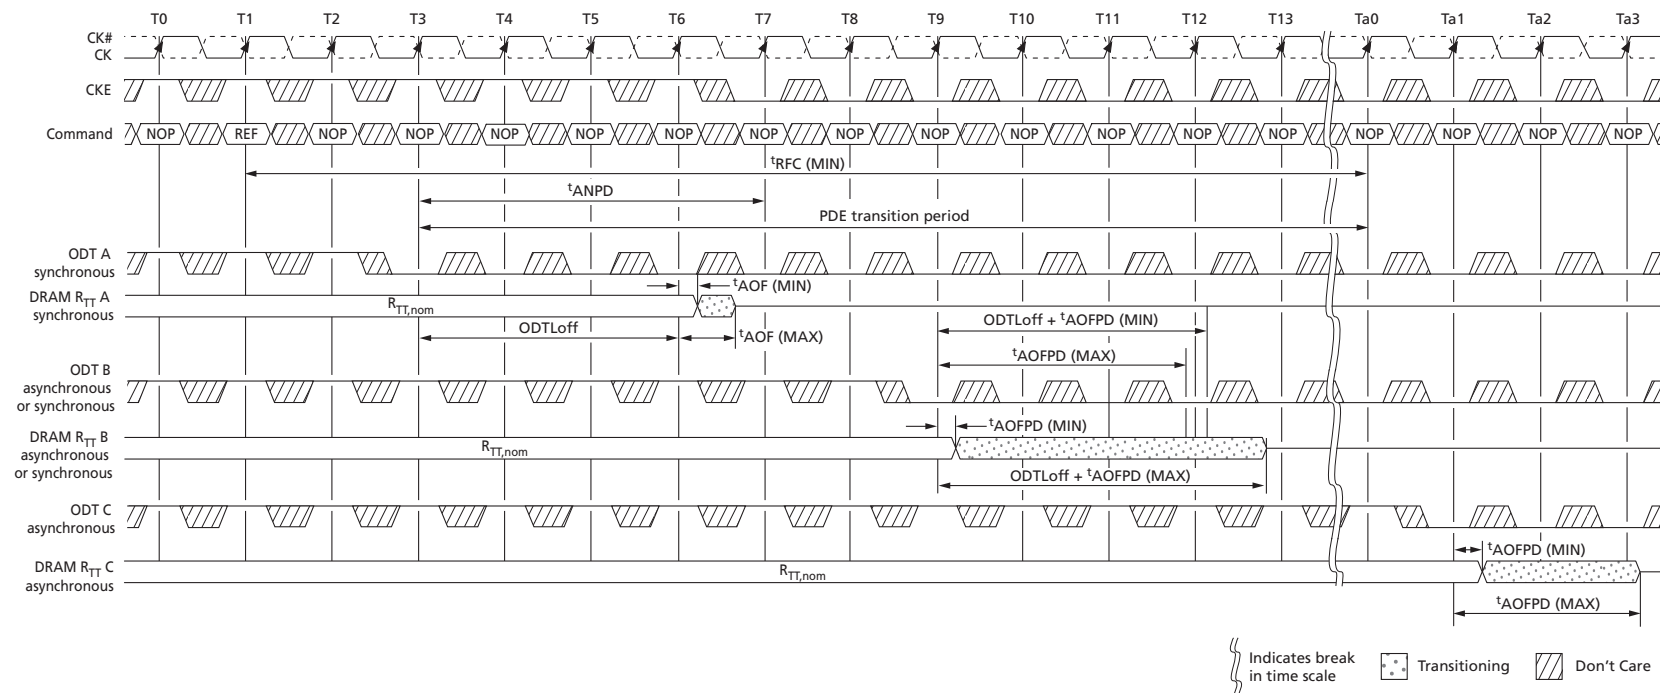 T0 T1 T2 T3 T4 T5 T6 T7 T8 T9 T10 T11 T12 T13 Ta0 Ta1 Ta2 Ta3
CK#
CK
CKE
Command NOP REF NOP NOP NOP NOP NOP NOP NOP NOP NOP NOP NOP NOP NOP NOP NOP NOP
tRFC (MIN)
tANPD
PDE transition period
ODT A
synchronous
tAOF (MIN)
DRAM RTT A
synchronous
RTT,nom
ODTLoff
tAOF (MAX)
ODTLoff + tAOFPD (MIN)
tAOFPD (MAX)
ODT B
asynchronous
or synchronous
tAOFPD (MIN)
DRAM RTT B
asynchronous
or synchronous
RTT,nom
ODTLoff + tAOFPD (MAX)
ODT C
asynchronous
tAOFPD (MIN)
DRAM RTT C
asynchronous
RTT,nom
tAOFPD (MAX)
Indicates break
in time scale
Transitioning
Don't Care